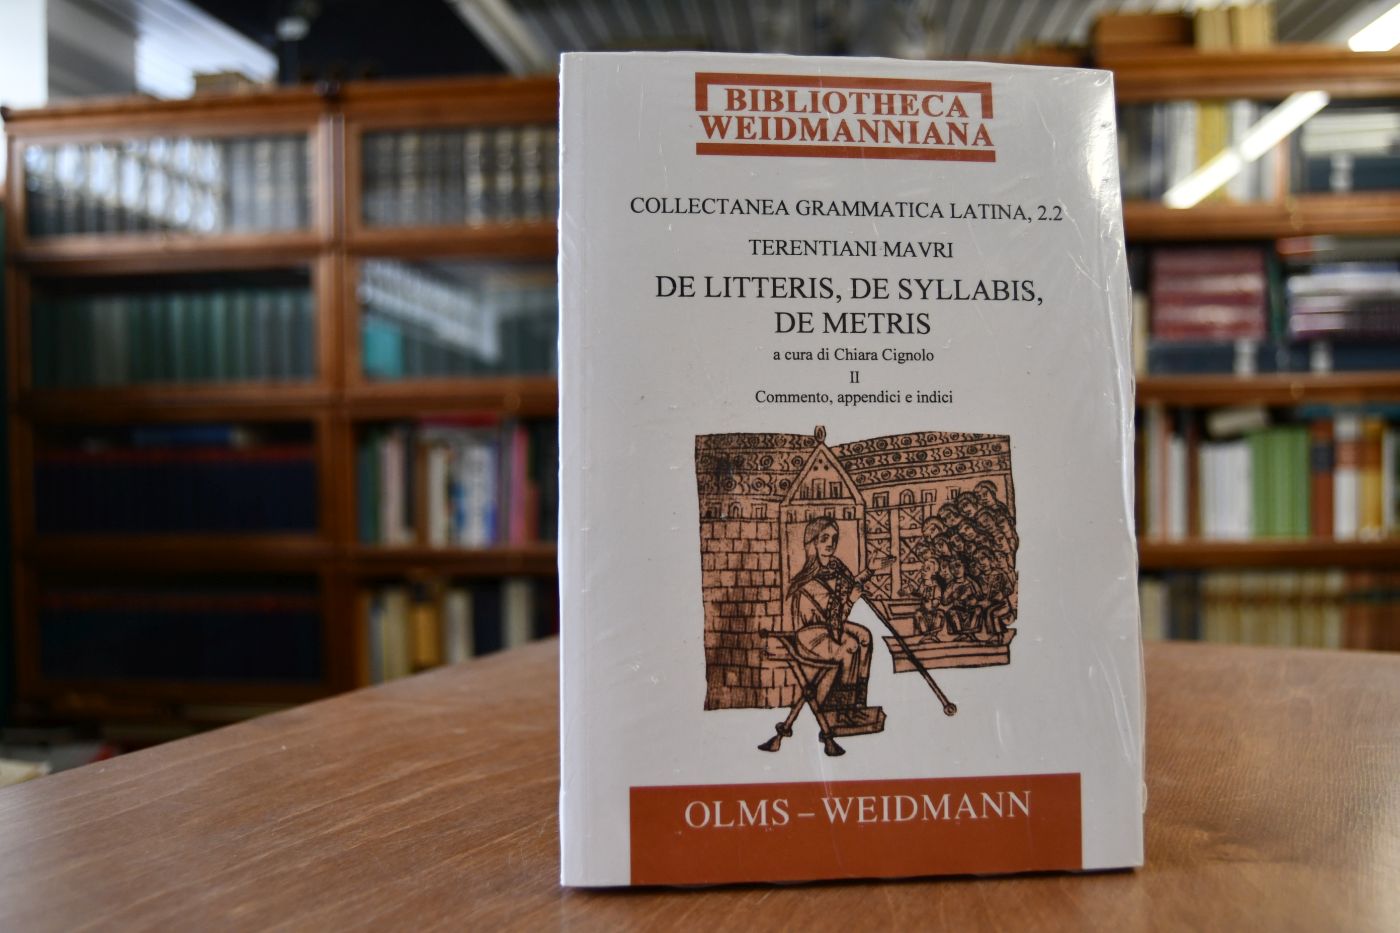 BIBLIOTHECA
WEIDMANNIANA
COLLECTANEA GRAMMATICA LATINA, 2.2
TERENTIANI MAVRI
DE LITTERIS, DE SYLLABIS,
DE METRIS
a cura di Chiara Cignolo
II
Commento, appendici e indici
OLMS – WEIDMANN